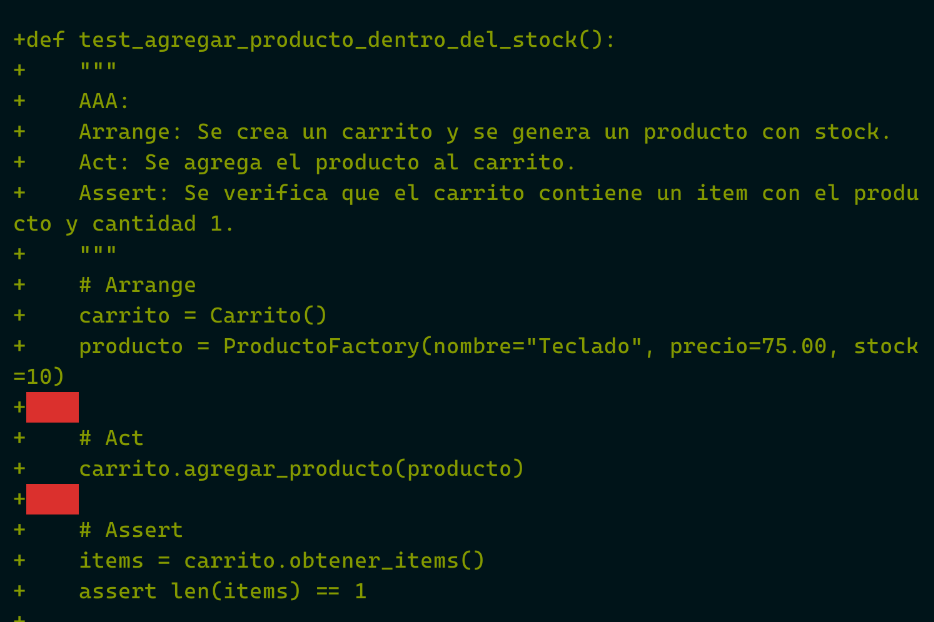 +def test_agregar_producto_dentro_del_stock():
+    """
+    AAA:
+    Arrange: Se crea un carrito y se genera un producto con stock.
+    Act: Se agrega el producto al carrito.
+    Assert: Se verifica que el carrito contiene un item con el produ
cto y cantidad 1.
+    """
+    # Arrange
+    carrito = Carrito()
+    producto = ProductoFactory(nombre="Teclado", precio=75.00, stock
=10)
+
+    # Act
+    carrito.agregar_producto(producto)
+
+    # Assert
+    items = carrito.obtener_items()
+    assert len(items) == 1
+